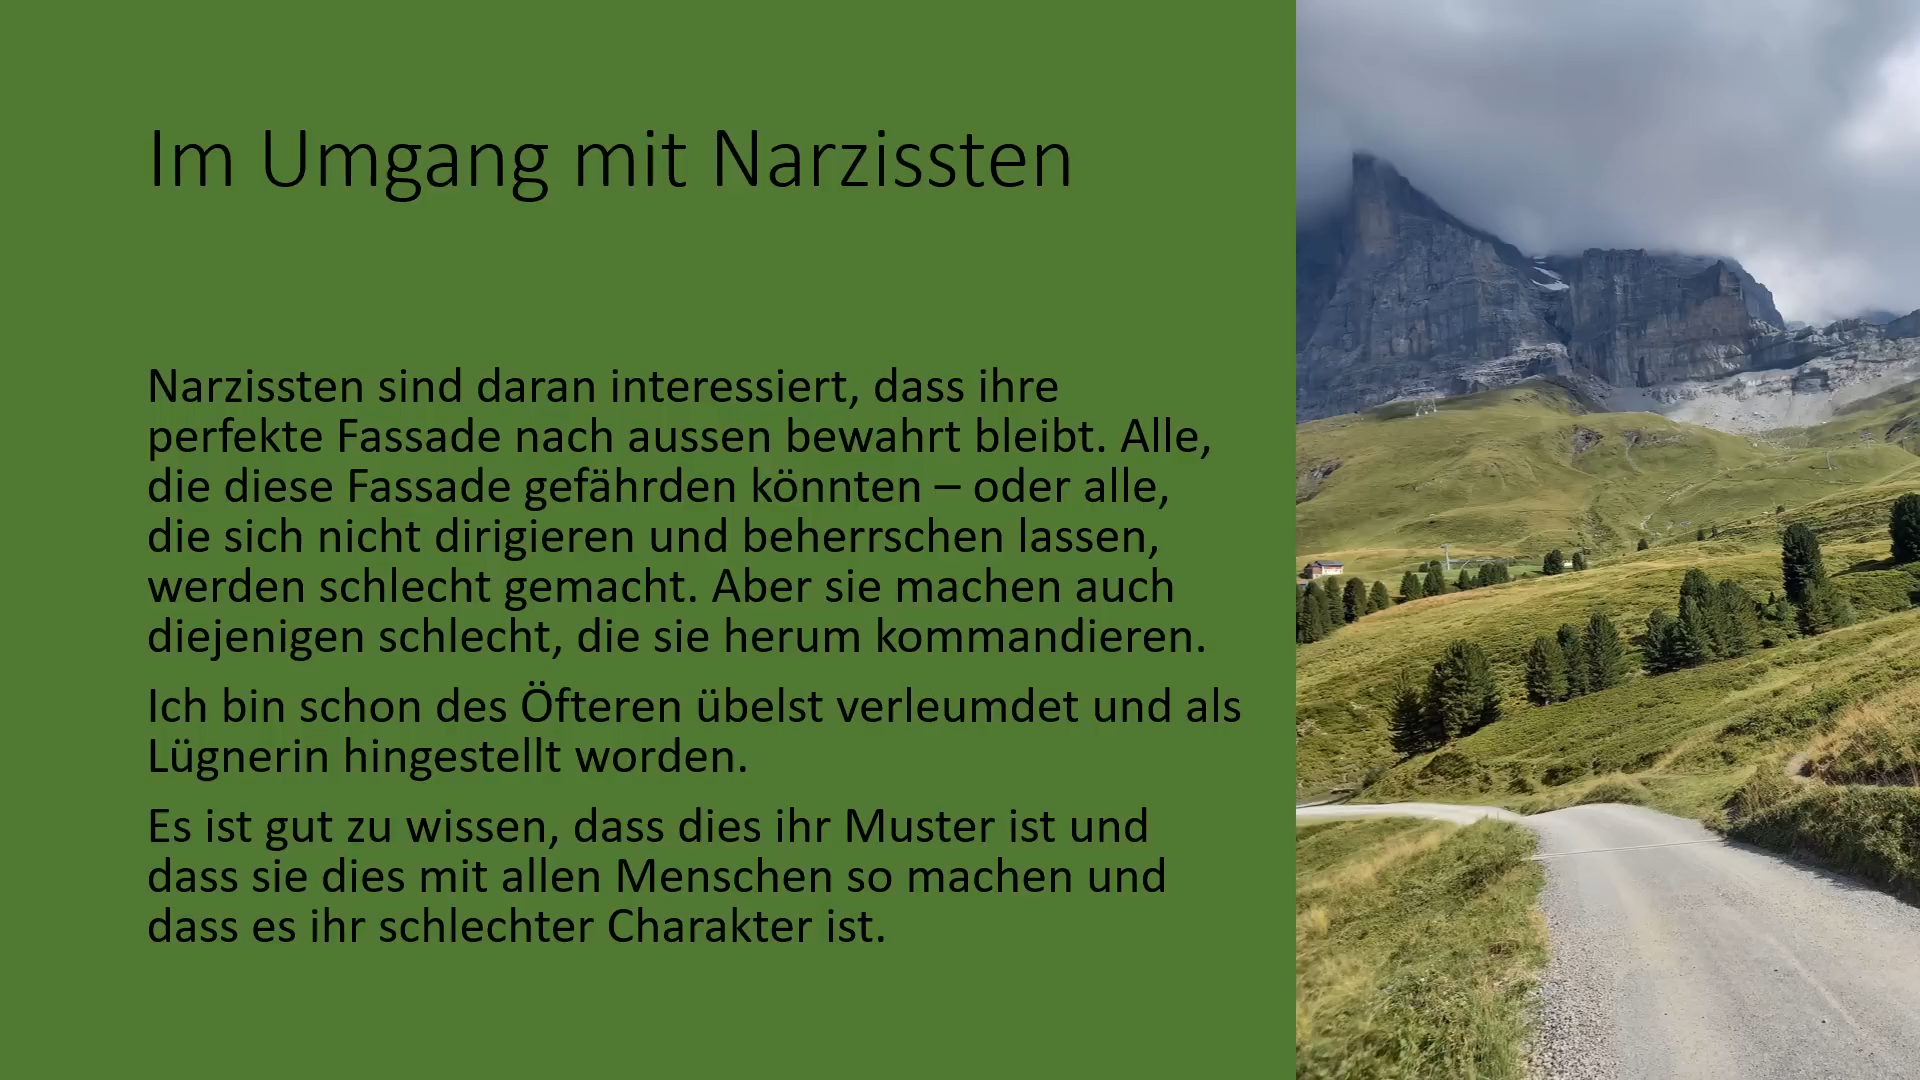 Im Umgang mit Narzissten
Narzissten sind daran interessiert, dass ihre
perfekte Fassade nach aussen bewahrt bleibt. Alle,
die diese Fassade gefährden könnten – oder alle,
die sich nicht dirigieren und beherrschen lassen,
werden schlecht gemacht. Aber sie machen auch
diejenigen schlecht, die sie herum kommandieren.
Ich bin schon des Öfteren übelst verleumdet und als
Lügnerin hingestellt worden.
Es ist gut zu wissen, dass dies ihr Muster ist und
dass sie dies mit allen Menschen so machen und
dass es ihr schlechter Charakter ist.